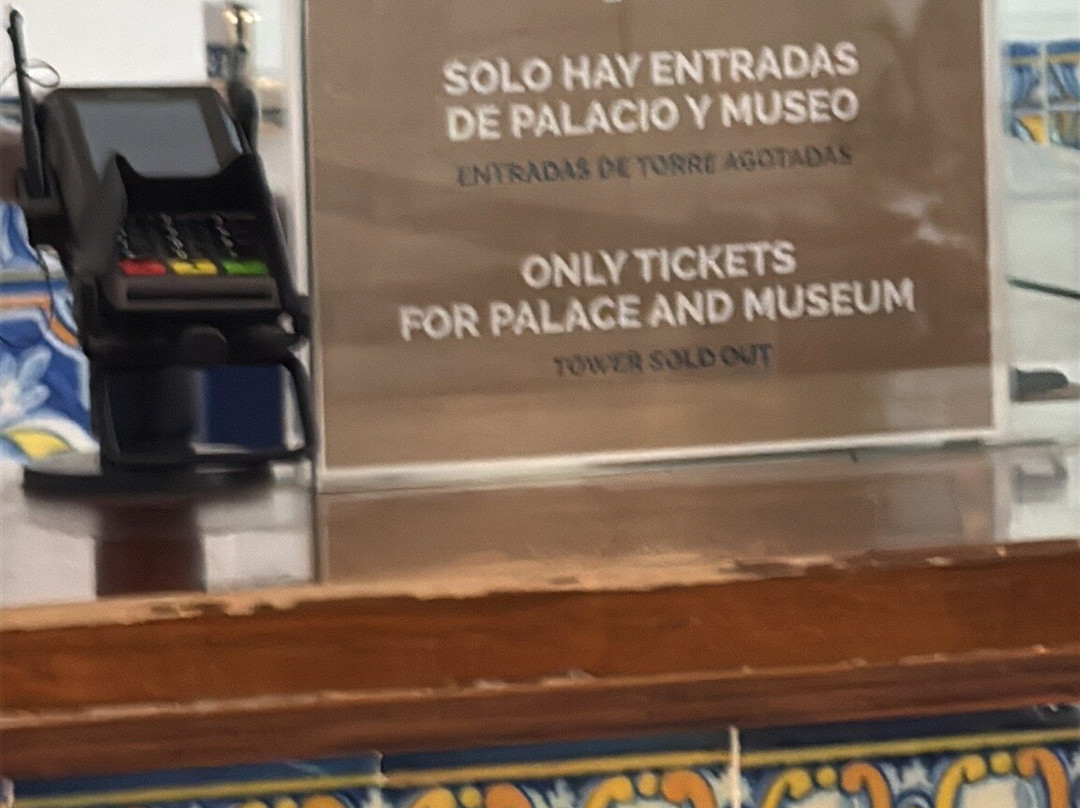 SOLO HAY ENTRADAS
DE PALACIO Y MUSEO
ENTRADAS DE TORRE AGOTADAS
ONLY TICKETS
FOR PALACE AND MUSEUM
TOWER SOLD OUT